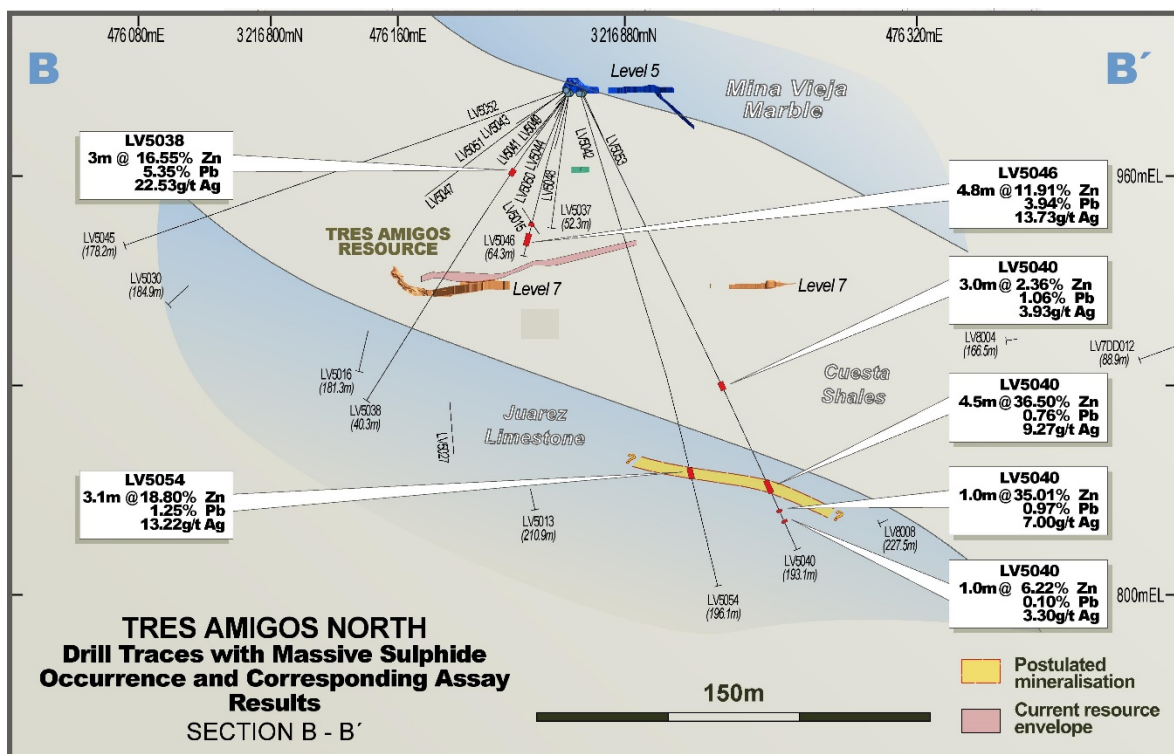 476 080mE
3 216 800mN
476 160mE
3 216 880mN
476 320mE
B
B´
Level 5
Mina Vieja
Marble
LV5052
LV5043
LV5051
LV5040
LV5041
LV5044
LV5050
LV5048
LV5042
LV5053
LV5047
LV5015
LV5038
3m @ 16.55% Zn
5.35% Pb
22.53g/t Ag
960mEL
LV5046
4.8m @ 11.91% Zn
3.94% Pb
13.73g/t Ag
LV5037
(52.3m)
TRES AMIGOS
RESOURCE
LV5046
(64.3m)
LV5045
(178.2m)
LV5030
(184.9m)
Level 7
Level 7
LV5040
3.0m @ 2.36% Zn
1.06% Pb
3.93g/t Ag
LV8004
(166.5m)
LV7DD012
(88.9m)
LV5016
(181.3m)
Cuesta
Shales
LV5038
(40.3m)
LV5027
Juarez
Limestone
LV5040
4.5m @ 36.50% Zn
0.76% Pb
9.27g/t Ag
?
?
LV5054
3.1m @ 18.80% Zn
1.25% Pb
13.22g/t Ag
LV5040
1.0m @ 35.01% Zn
0.97% Pb
7.00g/t Ag
LV5013
(210.9m)
LV8008
(227.5m)
LV5040
(193.1m)
LV5054
(196.1m)
LV5040
1.0m @ 6.22% Zn
0.10% Pb
3.30g/t Ag
800mEL
TRES AMIGOS NORTH
Drill Traces with Massive Sulphide
Occurrence and Corresponding Assay
Results
SECTION B - B´
150m
Postulated
mineralisation
Current resource
envelope